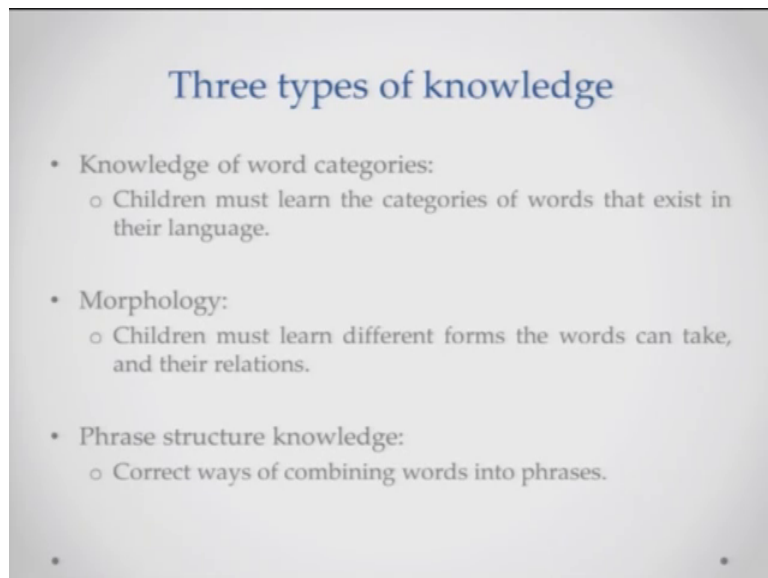 Three types of knowledge
• Knowledge of word categories:
o Children must learn the categories of words that exist in
their language.
• Morphology:
o Children must learn different forms the words can take,
and their relations.
• Phrase structure knowledge:
o Correct ways of combining words into phrases.